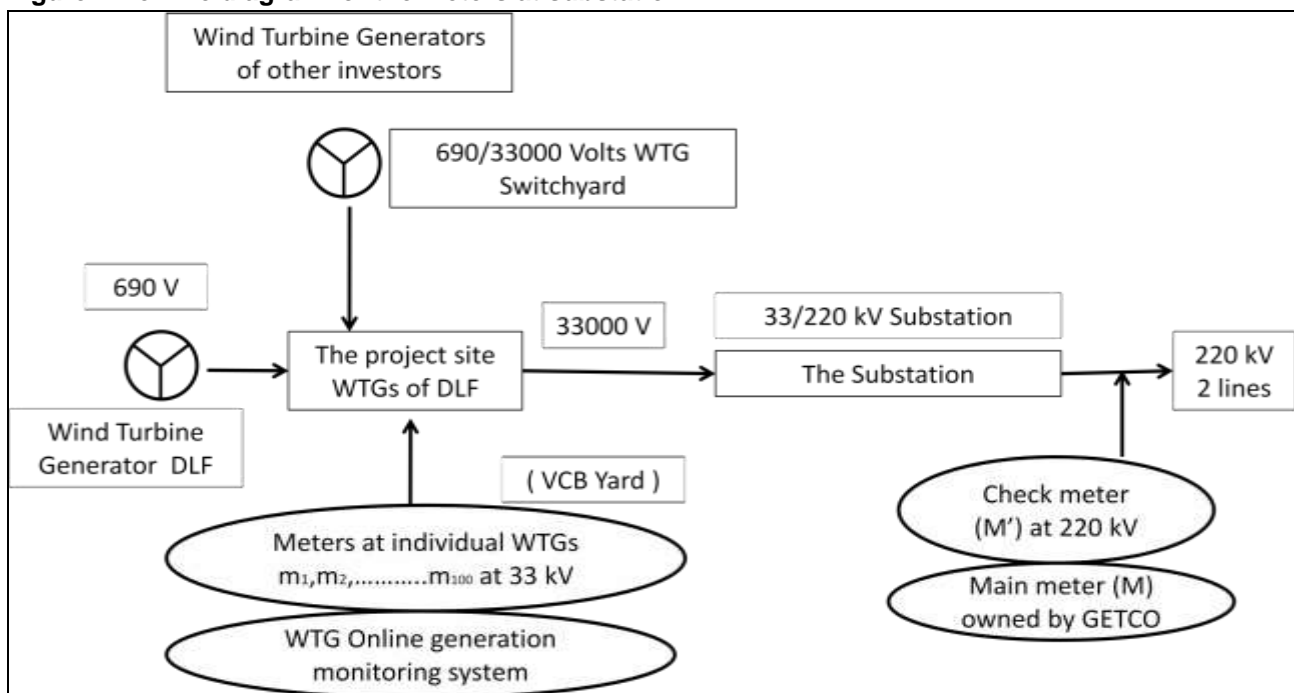 Wind Turbine Generators
of other investors
690/33000 Volts WTG
Switchyard
690 V
33000 V
33/220 kV Substation
The project site
WTGs of DLF
The Substation
220 kV
2 lines
Wind Turbine
Generator DLF
( VCB Yard )
Meters at individual WTGs
m₁,m₂,...........m₁₀₀ at 33 kV
WTG Online generation
monitoring system
Check meter
(M') at 220 kV
Main meter (M)
owned by GETCO